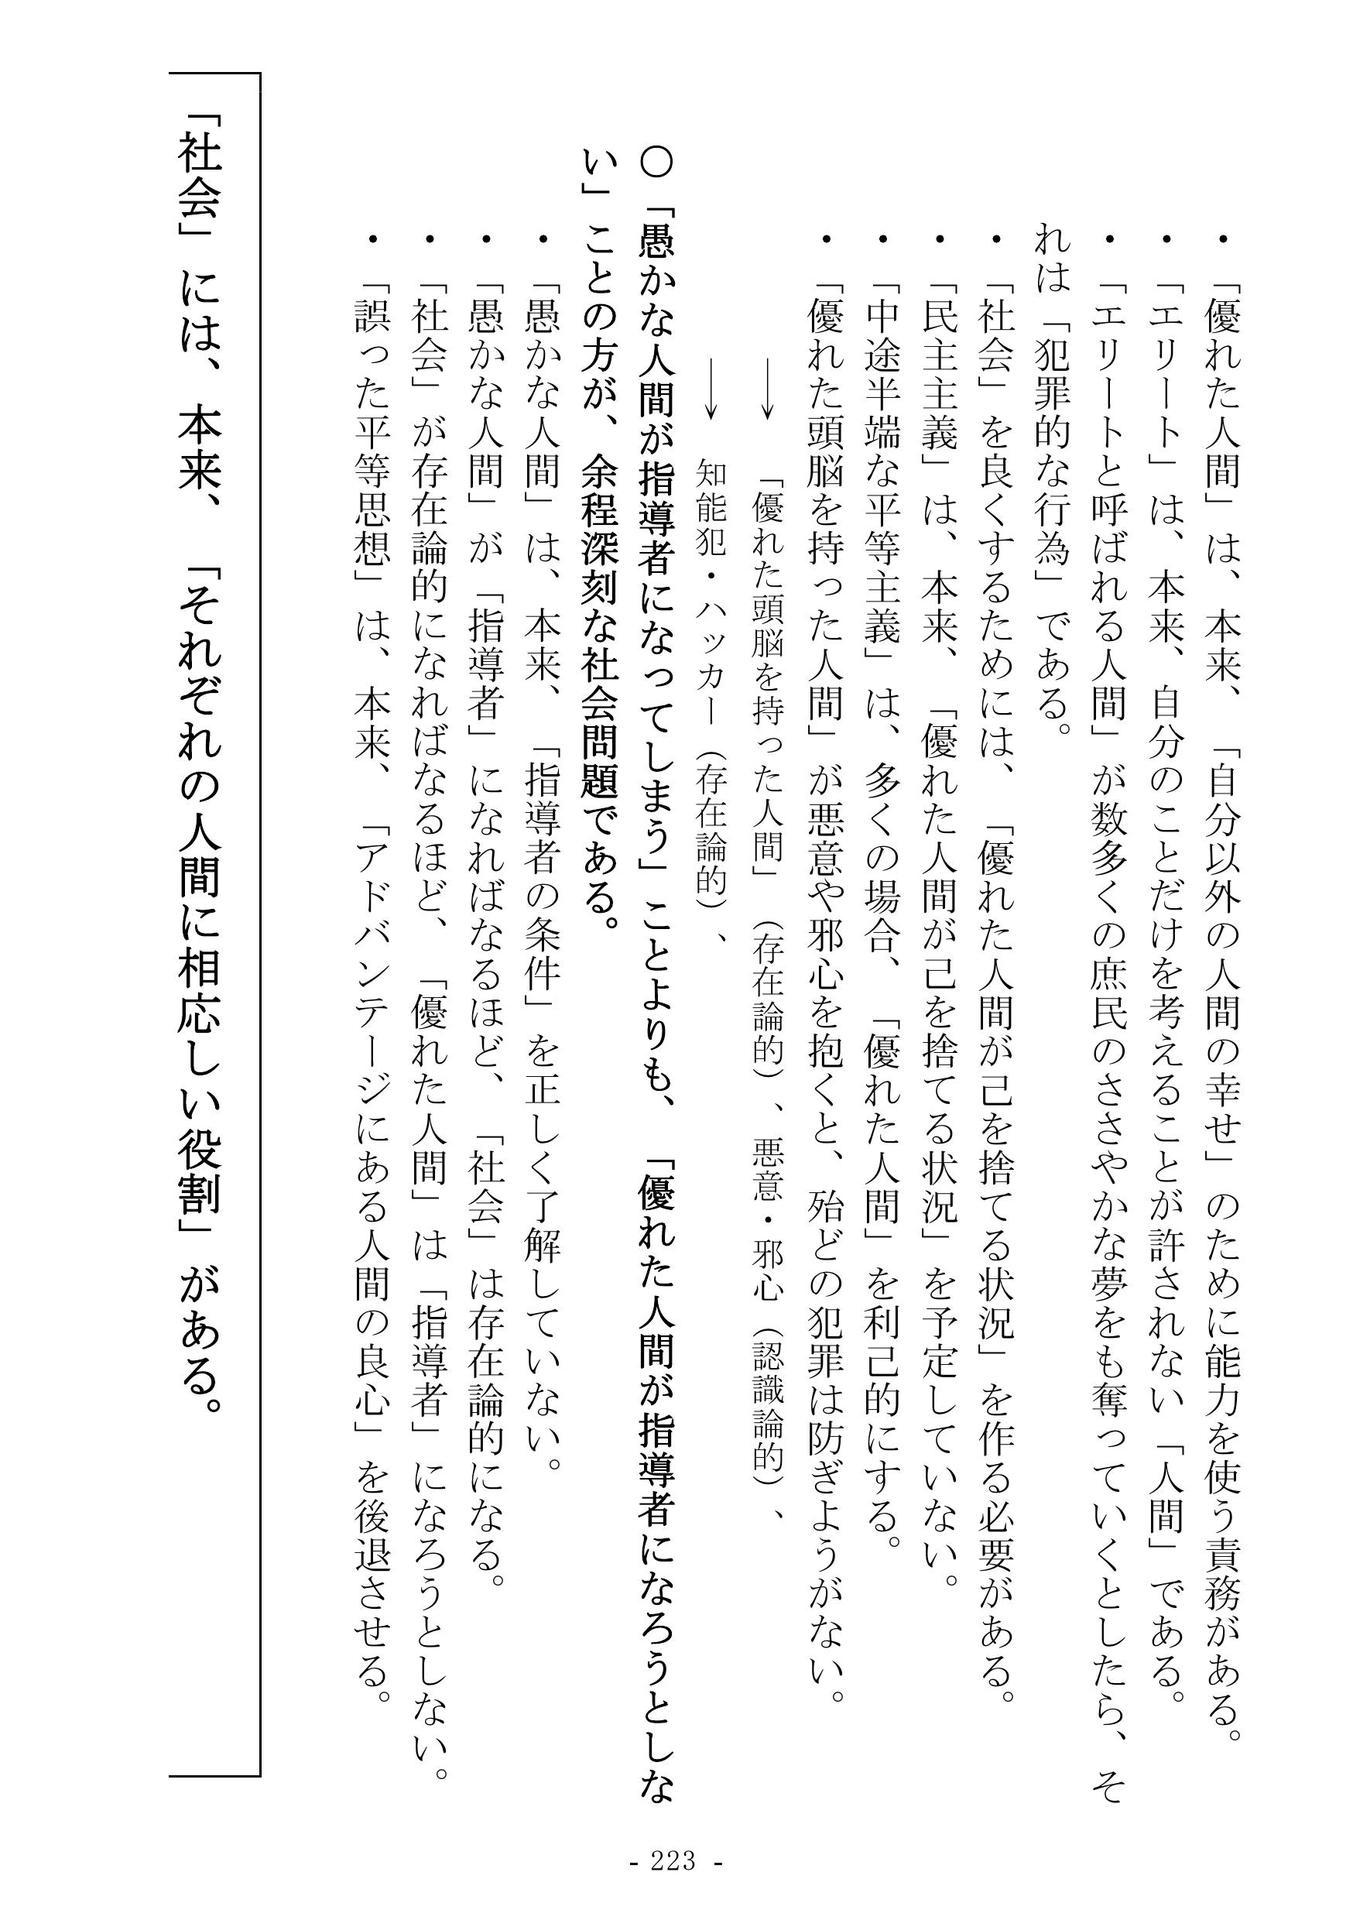 ・「優れた人間」は、本来、「自分以外の人間の幸せ」のために能力を使う責務がある。
・「エリート」は、本来、自分のことだけを考えることが許されない「人間」である。
・「エリートと呼ばれる人間」が数多くの庶民のささやかな夢をも奪っていくとしたら、そ
れは「犯罪的な行為」である。
・「社会」を良くするためには、「優れた人間が己を捨てる状況」を作る必要がある。
・「民主主義」は、本来、「優れた人間が己を捨てる状況」を予定していない。
・「中途半端な平等主義」は、多くの場合、「優れた人間」を利己的にする。
・「優れた頭脳を持った人間」が悪意や邪心を抱くと、殆どの犯罪は防ぎようがない。
→「優れた頭脳を持った人間」（存在論的）、悪意・邪心（認識論的）、
→知能犯・ハッカー（存在論的）、
○「愚かな人間が指導者になってしまう」ことよりも、「優れた人間が指導者になろうとしな
い」ことの方が、余程深刻な社会問題である。
・「愚かな人間」は、本来、「指導者の条件」を正しく了解していない。
・「愚かな人間」が「指導者」になればなるほど、「社会」は存在論的になる。
・「社会」が存在論的になればなるほど、「優れた人間」は「指導者」になろうとしない。
・「誤った平等思想」は、本来、「アドバンテージにある人間の良心」を後退させる。
「社会」には、本来、「それぞれの人間に相応しい役割」がある。
- 223 -